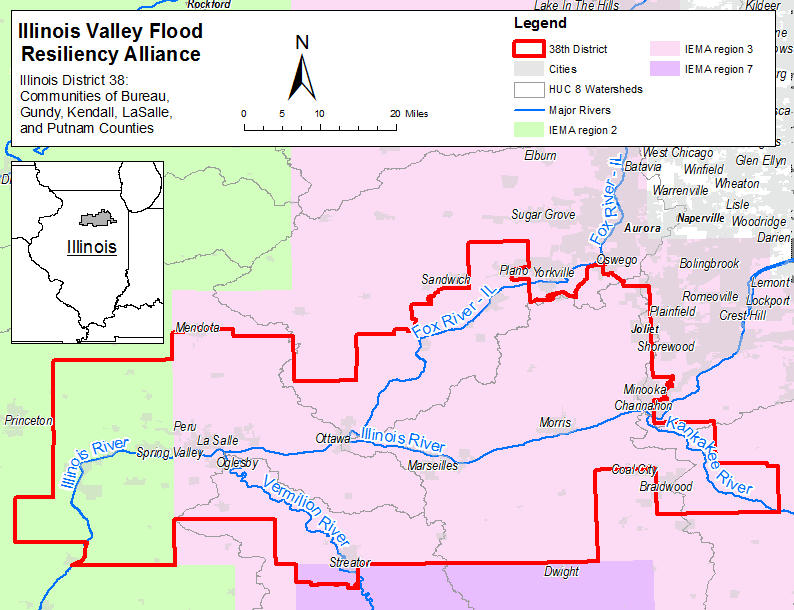 Rockford
Lake In The Hills
Kildeer
Illinois Valley Flood
Resiliency Alliance
Illinois District 38:
Communities of Bureau,
Gundy, Kendall, LaSalle,
and Putnam Counties
N
0 5 10 20 Miles
Legend
38th District
Cities
HUC 8 Watersheds
Major Rivers
IEMA region 2
IEMA region 3
IEMA region 7
Illinois
Elburn
West Chicago
Batavia
Winfield
Glen Ellyn
Warrenville
Wheaton
Lisle
Sugar Grove
Fox River - IL
Aurora
Naperville
Woodridge
Darien
Oswego
Bolingbrook
Plano
Yorkville
Sandwich
Lemont
Romeoville
Lockport
Plainfield
Crest Hill
Fox River - IL
Mendota
Joliet
Shorewood
Minooka
Channahon
Princeton
Peru
La Salle
Ottawa
Illinois River
Morris
Kankakee River
Illinois River
Spring Valley
Oglesby
Marseilles
Coal City
Braidwood
Vermilion River
Streator
Dwight